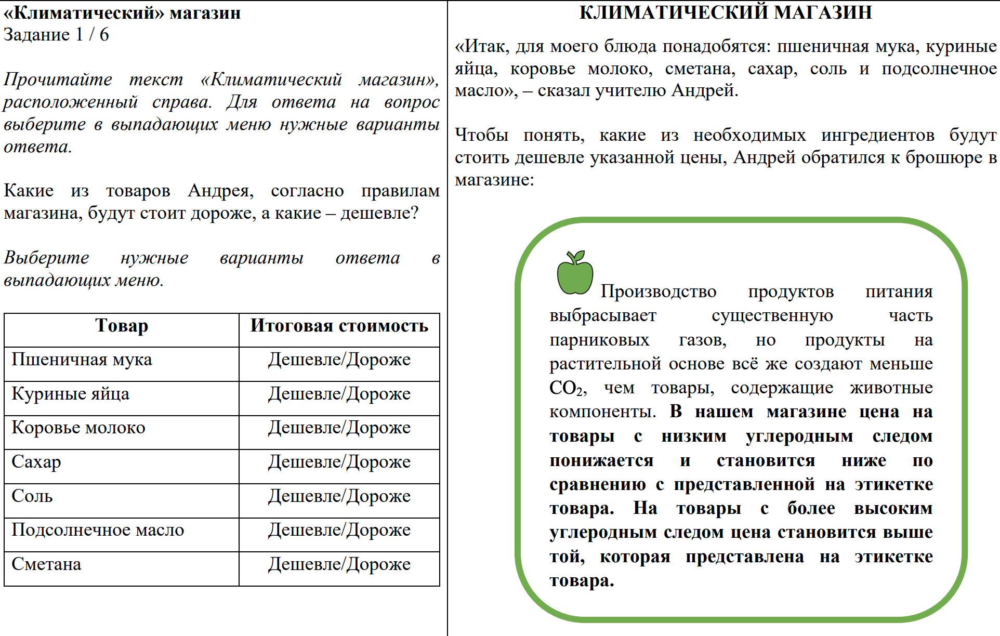 «Климатический» магазин
Задание 1 / 6
Прочитайте текст «Климатический магазин»,
расположенный справа. Для ответа на вопрос
выберите в выпадающих меню нужные варианты
ответа.
Какие из товаров Андрея, согласно правилам
магазина, будут стоит дороже, а какие – дешевле?
Выберите нужные варианты ответа в
выпадающих меню.
Товар Итоговая стоимость
Пшеничная мука Дешевле/Дороже
Куриные яйца Дешевле/Дороже
Коровье молоко Дешевле/Дороже
Сахар Дешевле/Дороже
Соль Дешевле/Дороже
Подсолнечное масло Дешевле/Дороже
Сметана Дешевле/Дороже
КЛИМАТИЧЕСКИЙ МАГАЗИН
«Итак, для моего блюда понадобятся: пшеничная мука, куриные
яйца, коровье молоко, сметана, сахар, соль и подсолнечное
масло», – сказал учителю Андрей.
Чтобы понять, какие из необходимых ингредиентов будут
стоить дешевле указанной цены, Андрей обратился к брошюре в
магазине:
Производство продуктов питания
выбрасывает существенную часть
парниковых газов, но продукты на
растительной основе всё же создают меньше
CO₂, чем товары, содержащие животные
компоненты. В нашем магазине цена на
товары с низким углеродным следом
понижается и становится ниже по
сравнению с представленной на этикетке
товара. На товары с более высоким
углеродным следом цена становится выше
той, которая представлена на этикетке
товара.